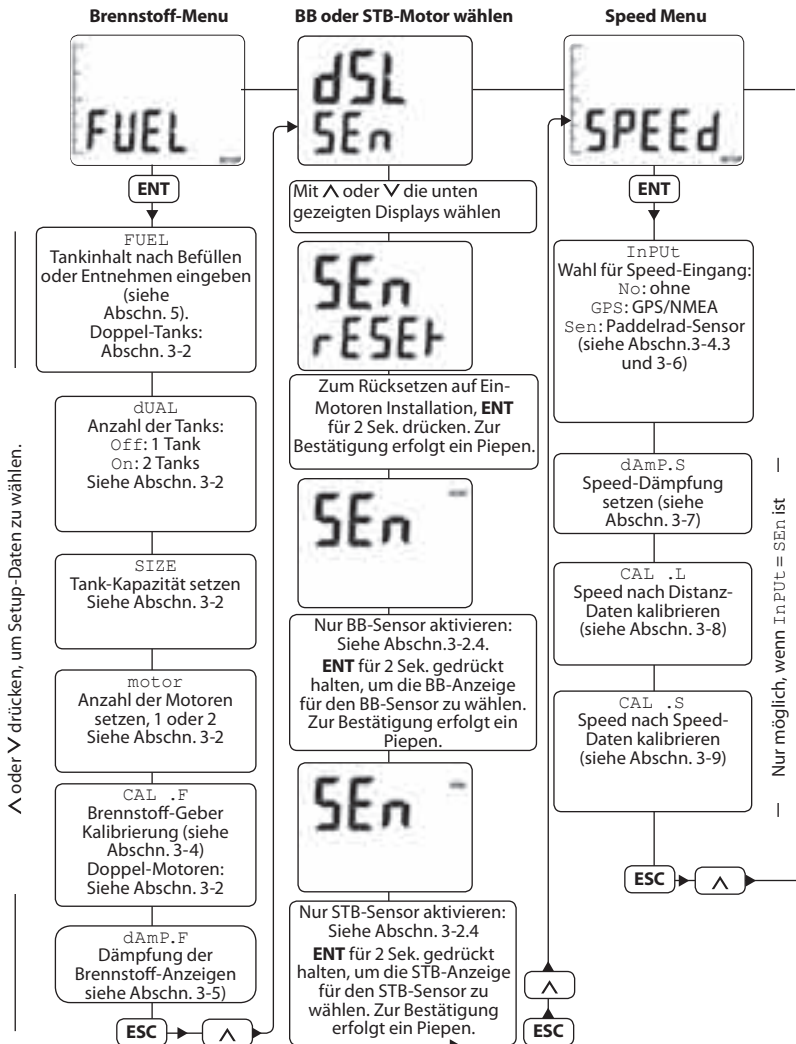 Brennstoff-Menu
FUEL
ENT
FUEL
Tankinhalt nach Befüllen
oder Entnehmen eingeben
(siehe
Abschn. 5).
Doppel-Tanks:
Abschn. 3-2
dUAL
Anzahl der Tanks:
Off: 1 Tank
On: 2 Tanks
Siehe Abschn. 3-2
SIZE
Tank-Kapazität setzen
Siehe Abschn. 3-2
motor
Anzahl der Motoren
setzen, 1 oder 2
Siehe Abschn. 3-2
CAL .F
Brennstoff-Geber
Kalibrierung (siehe
Abschn. 3-4)
Doppel-Motoren:
Siehe Abschn. 3-2
dAmP.F
Dämpfung der
Brennstoff-Anzeigen
siehe Abschn. 3-5)
ESC
∧
∧ oder ∨ drücken, um Setup-Daten zu wählen.
BB oder STB-Motor wählen
dSL
SEn
Mit ∧ oder ∨ die unten
gezeigten Displays wählen
SEn
rESEt
Zum Rücksetzen auf Ein-
Motoren Installation, ENT
für 2 Sek. drücken. Zur
Bestätigung erfolgt ein Piepen.
SEn
Nur BB-Sensor aktivieren:
Siehe Abschn.3-2.4.
ENT für 2 Sek. gedrückt
halten, um die BB-Anzeige
für den BB-Sensor zu wählen.
Zur Bestätigung erfolgt ein
Piepen.
SEn
Nur STB-Sensor aktivieren:
Siehe Abschn. 3-2.4
ENT für 2 Sek. gedrückt
halten, um die STB-Anzeige
für den STB-Sensor zu
wählen. Zur Bestätigung
erfolgt ein Piepen.
∧
ESC
Speed Menu
SPEEd
ENT
InPUt
Wahl für Speed-Eingang:
No: ohne
GPS: GPS/NMEA
Sen: Paddelrad-Sensor
(siehe Abschn.3-4.3
und 3-6)
dAmP.S
Speed-Dämpfung
setzen (siehe
Abschn. 3-7)
CAL .L
Speed nach Distanz-
Daten kalibrieren
(siehe Abschn. 3-8)
CAL .S
Speed nach Speed-
Daten kalibrieren
(siehe Abschn. 3-9)
ESC
∧
Nur möglich, wenn InPUt = SEn ist